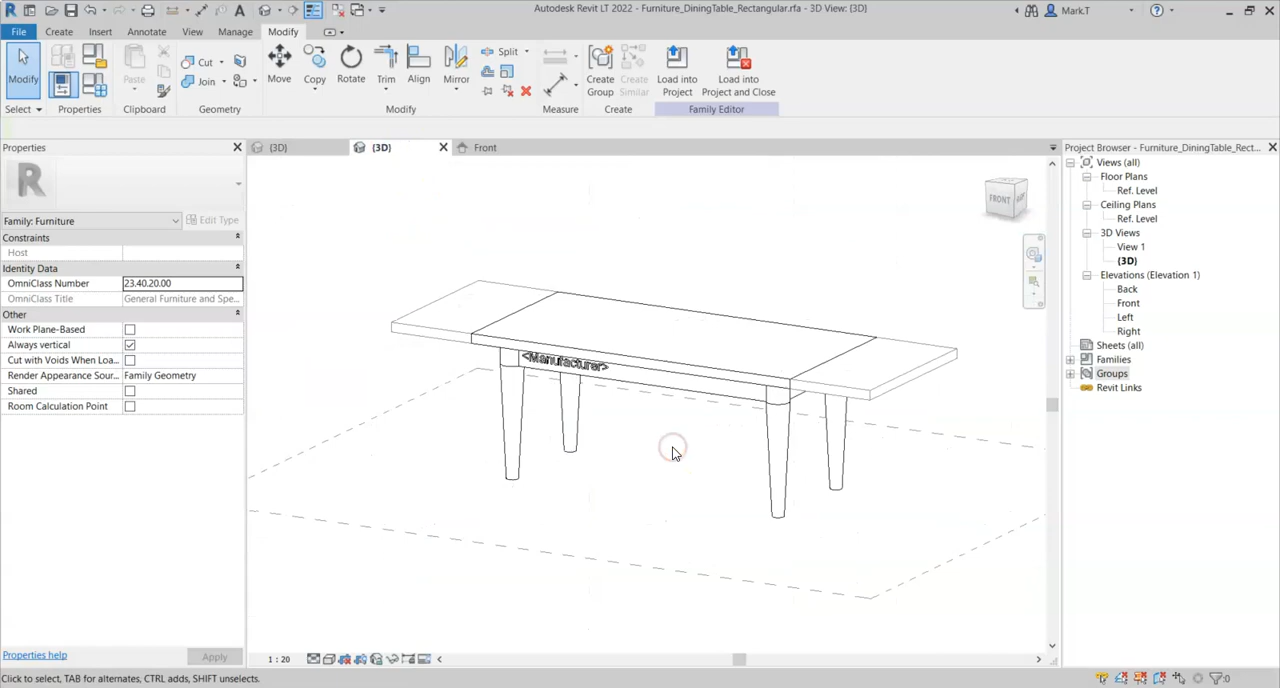 Autodesk Revit LT 2022 - Furniture_DiningTable_Rectangular.rfa - 3D View: {3D}
Mark.T
File Create Insert Annotate View Manage Modify
Modify
Select
Properties
Paste
Clipboard
Cut
Join
Geometry
Move
Copy
Rotate
Trim
Align
Mirror
Split
Modify
Measure
Create Group
Create Similar
Create
Load into Project
Load into Project and Close
Family Editor
Properties
{3D}
{3D}
Front
Project Browser - Furniture_DiningTable_Rect...
R
Family: Furniture
Edit Type
Constraints
Host
Identity Data
OmniClass Number 23.40.20.00
OmniClass Title General Furniture and Spe...
Other
Work Plane-Based
Always vertical
Cut with Voids When Loa...
Render Appearance Sour... Family Geometry
Shared
Room Calculation Point
Properties help
Apply
<Manufacturer>
FRONT
1 : 20
Views (all)
Floor Plans
Ref. Level
Ceiling Plans
Ref. Level
3D Views
View 1
{3D}
Elevations (Elevation 1)
Back
Front
Left
Right
Sheets (all)
Families
Groups
Revit Links
Click to select, TAB for alternates, CTRL adds, SHIFT unselects.
:0